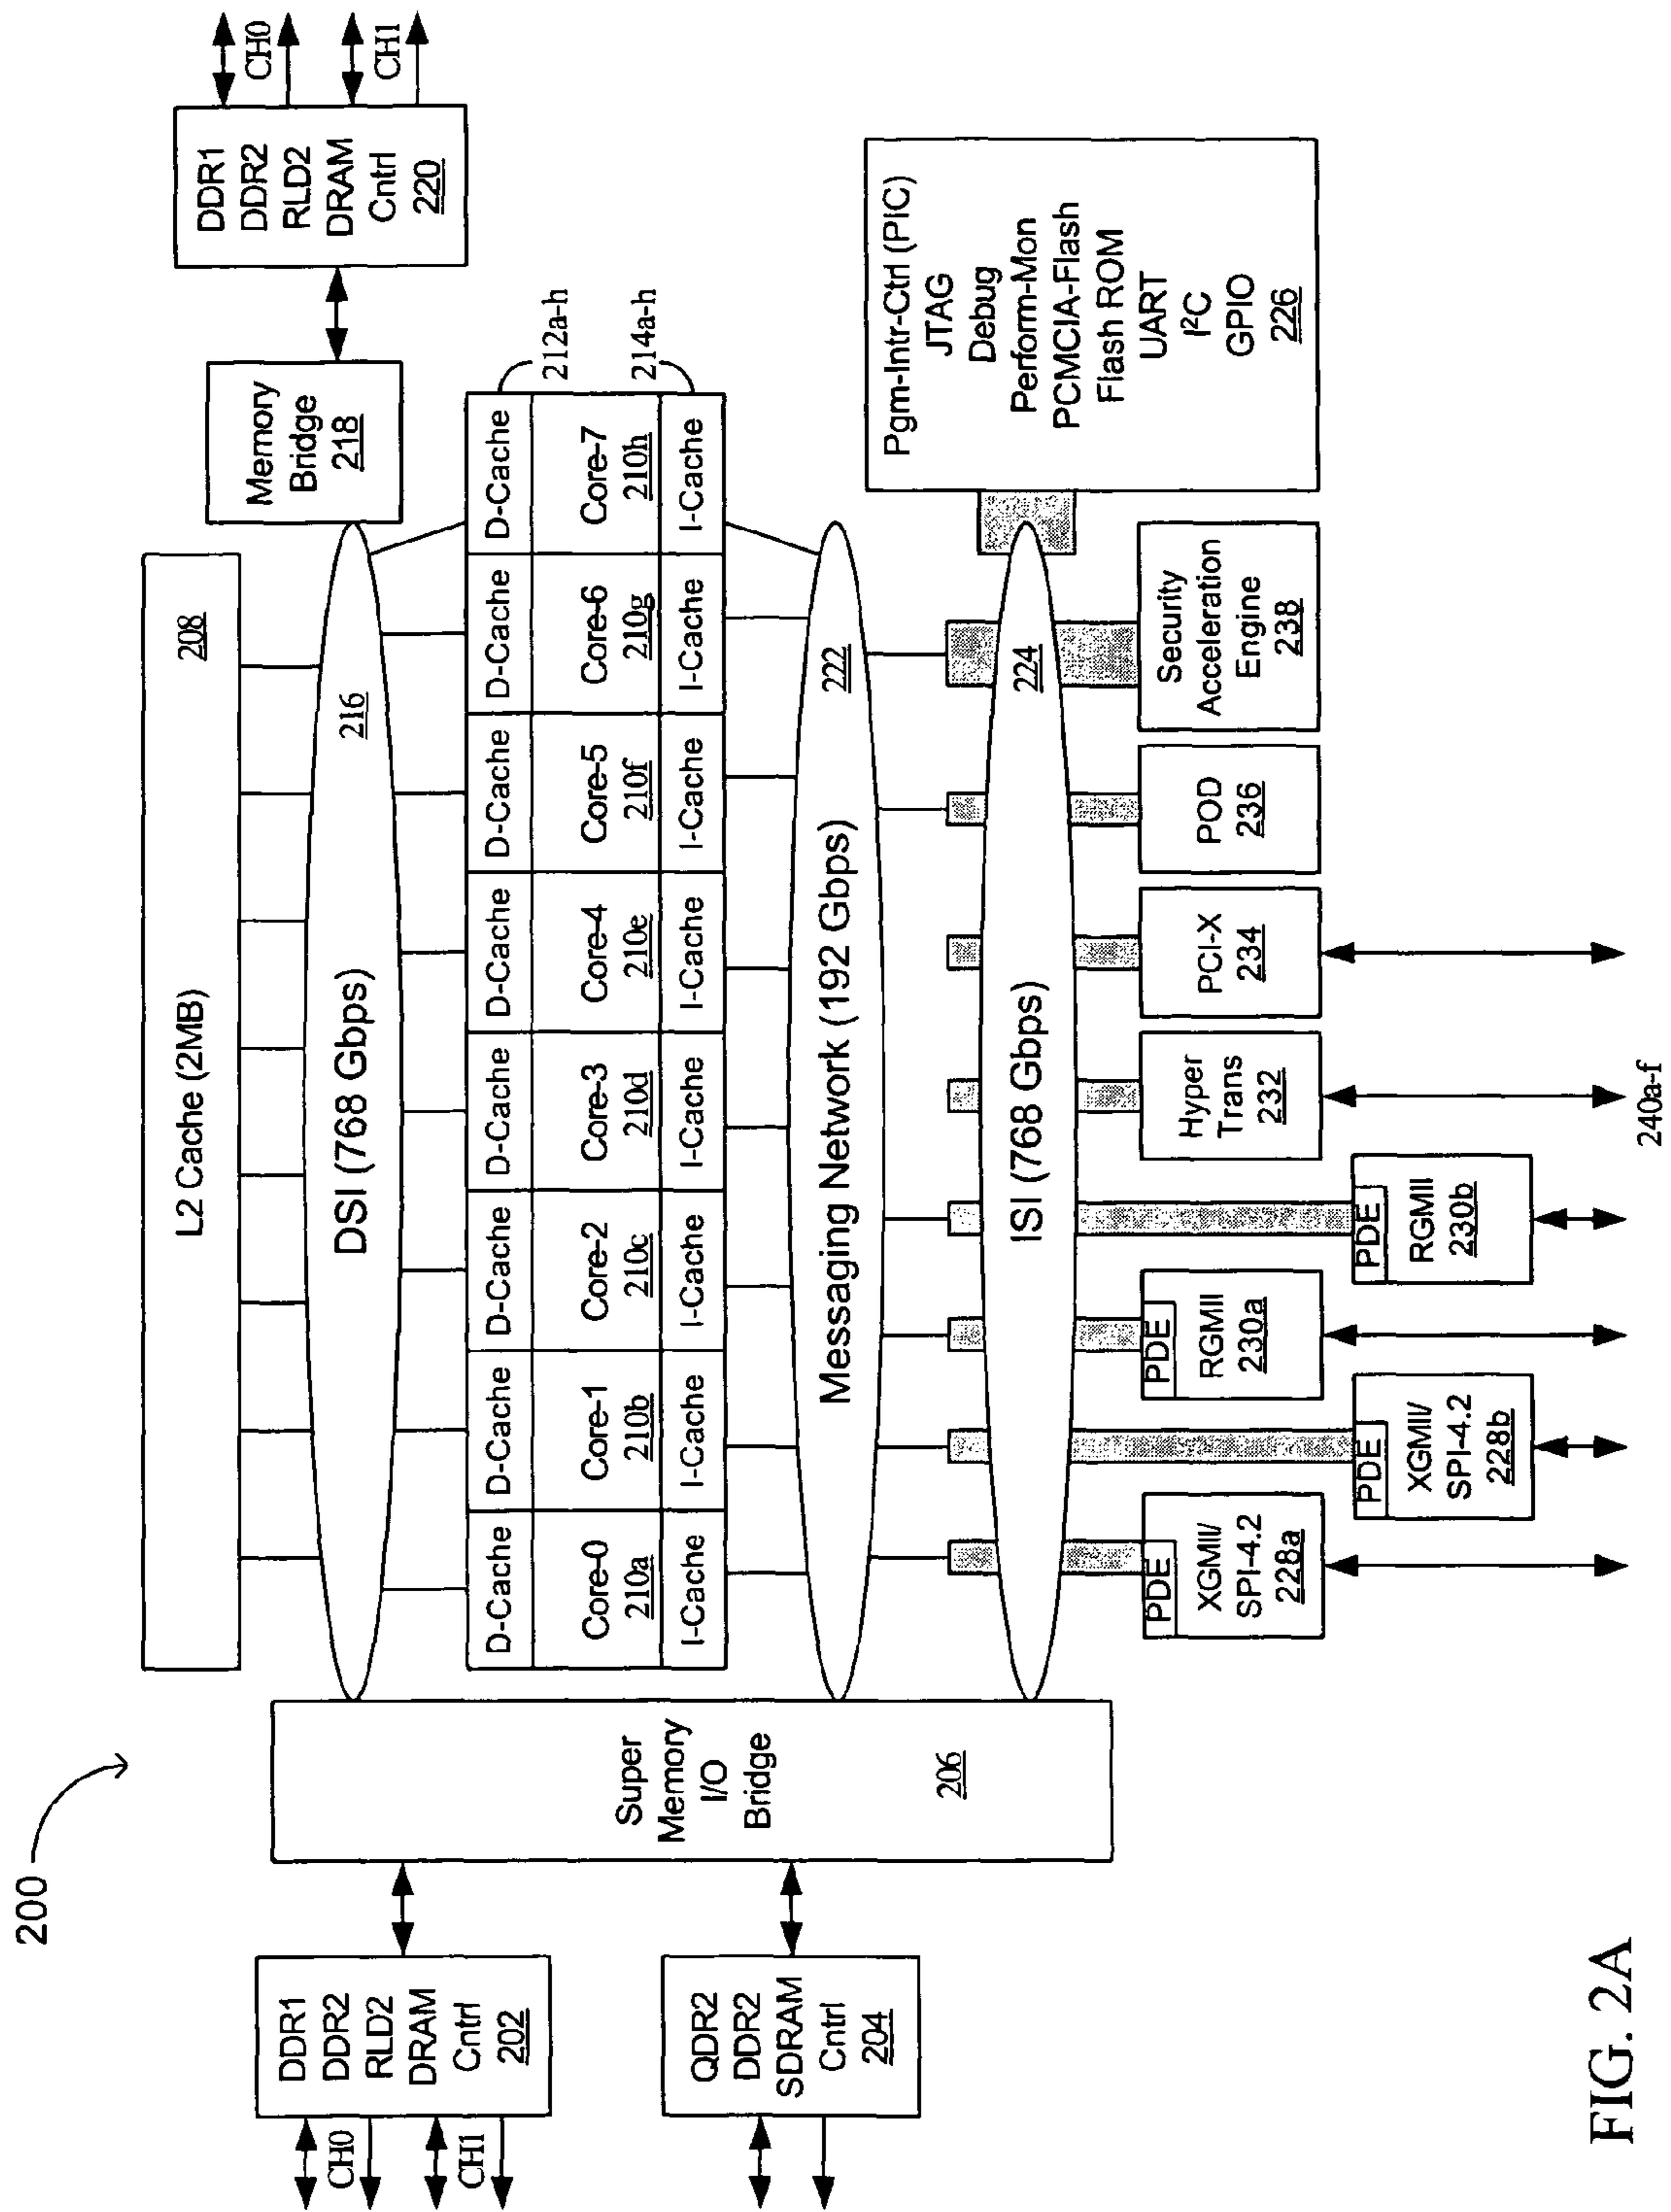 200
DDR1
DDR2
RLD2
DRAM
Cntrl
202
CH0
CH1
QDR2
DDR2
SDRAM
Cntrl
204
Super
Memory
I/O
Bridge
206
L2 Cache (2MB)
208
DSI (768 Gbps)
216
Memory
Bridge
218
DDR1
DDR2
RLD2
DRAM
Cntrl
220
CH0
CH1
D-Cache D-Cache D-Cache D-Cache D-Cache D-Cache D-Cache D-Cache
212a-h
Core-0 Core-1 Core-2 Core-3 Core-4 Core-5 Core-6 Core-7
210a 210b 210c 210d 210e 210f 210g 210h
I-Cache I-Cache I-Cache I-Cache I-Cache I-Cache I-Cache I-Cache
214a-h
Messaging Network (192 Gbps)
222
ISI (768 Gbps)
224
Pgm-Intr-Ctrl (PIC)
JTAG
Debug
Perform-Mon
PCMCIA-Flash
Flash ROM
UART
I²C
GPIO
226
PDE
XGMII/
SPI-4.2
228a
PDE
XGMII/
SPI-4.2
228b
PDE
RGMII
230a
PDE
RGMII
230b
Hyper
Trans
232
PCI-X
234
POD
236
Security
Acceleration
Engine
238
240a-f
FIG. 2A